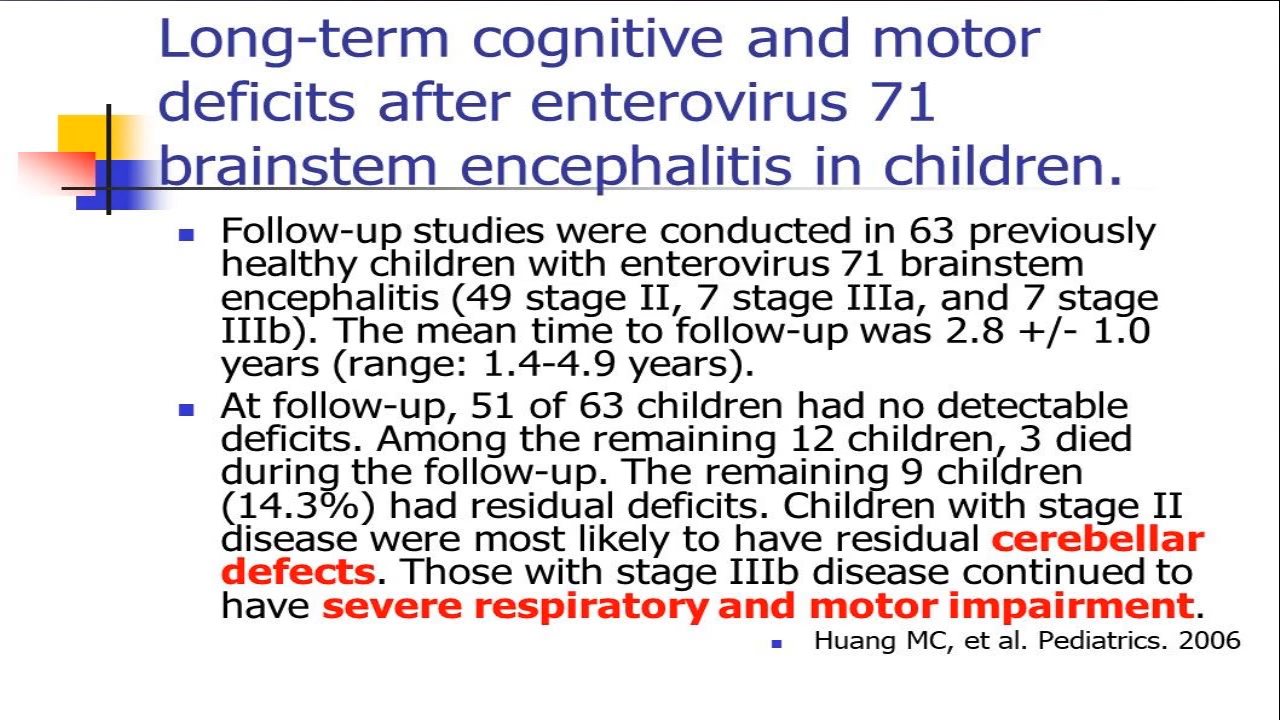 Long-term cognitive and motor
deficits after enterovirus 71
brainstem encephalitis in children.
Follow-up studies were conducted in 63 previously
healthy children with enterovirus 71 brainstem
encephalitis (49 stage II, 7 stage IIIa, and 7 stage
IIIb). The mean time to follow-up was 2.8 +/- 1.0
years (range: 1.4-4.9 years).
At follow-up, 51 of 63 children had no detectable
deficits. Among the remaining 12 children, 3 died
during the follow-up. The remaining 9 children
(14.3%) had residual deficits. Children with stage II
disease were most likely to have residual cerebellar
defects. Those with stage IIIb disease continued to
have severe respiratory and motor impairment.
Huang MC, et al. Pediatrics. 2006